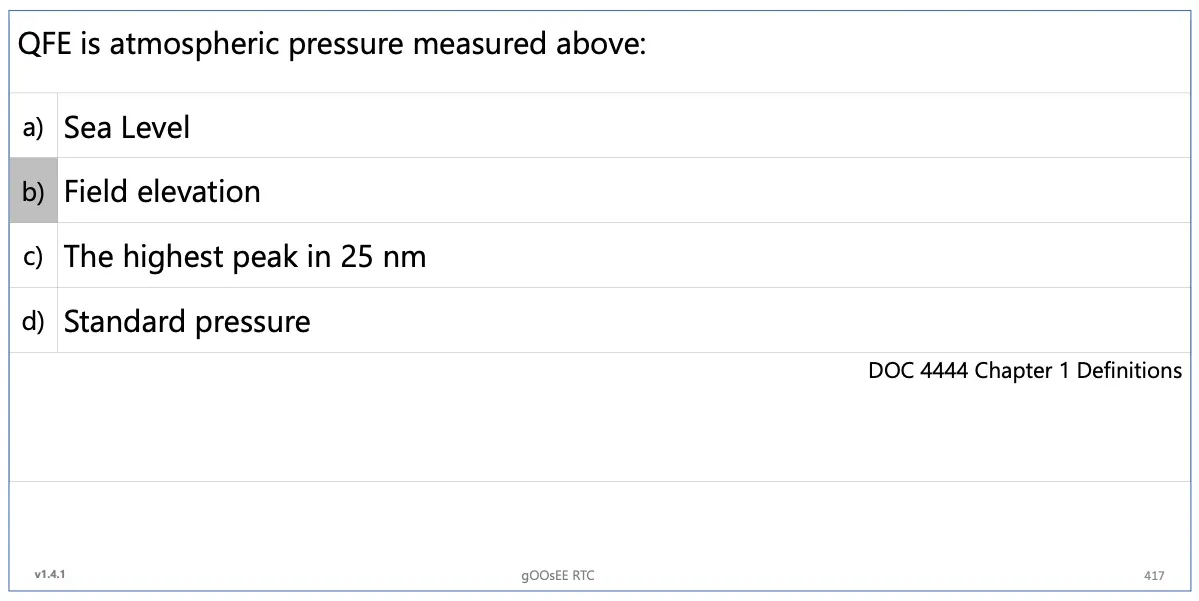 QFE is atmospheric pressure measured above:
a) Sea Level
b) Field elevation
c) The highest peak in 25 nm
d) Standard pressure
DOC 4444 Chapter 1 Definitions
v1.4.1 gOOsEE RTC 417